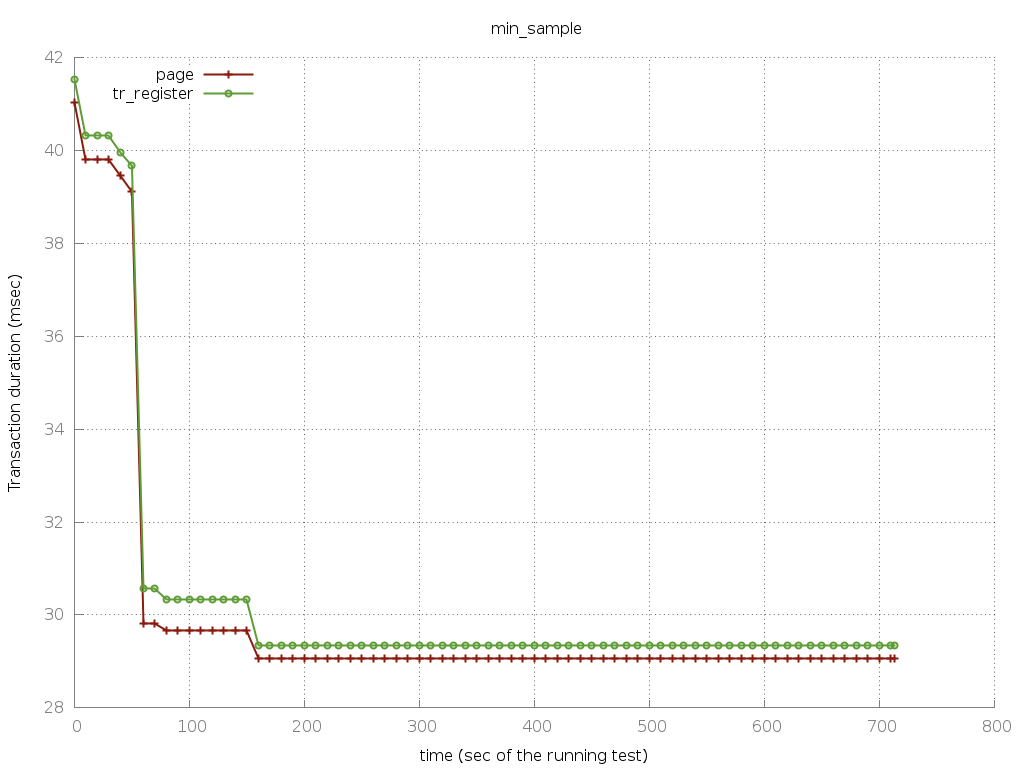 min_sample
page
tr_register
Transaction duration (msec)
42
40
38
36
34
32
30
28
0 100 200 300 400 500 600 700 800
time (sec of the running test)